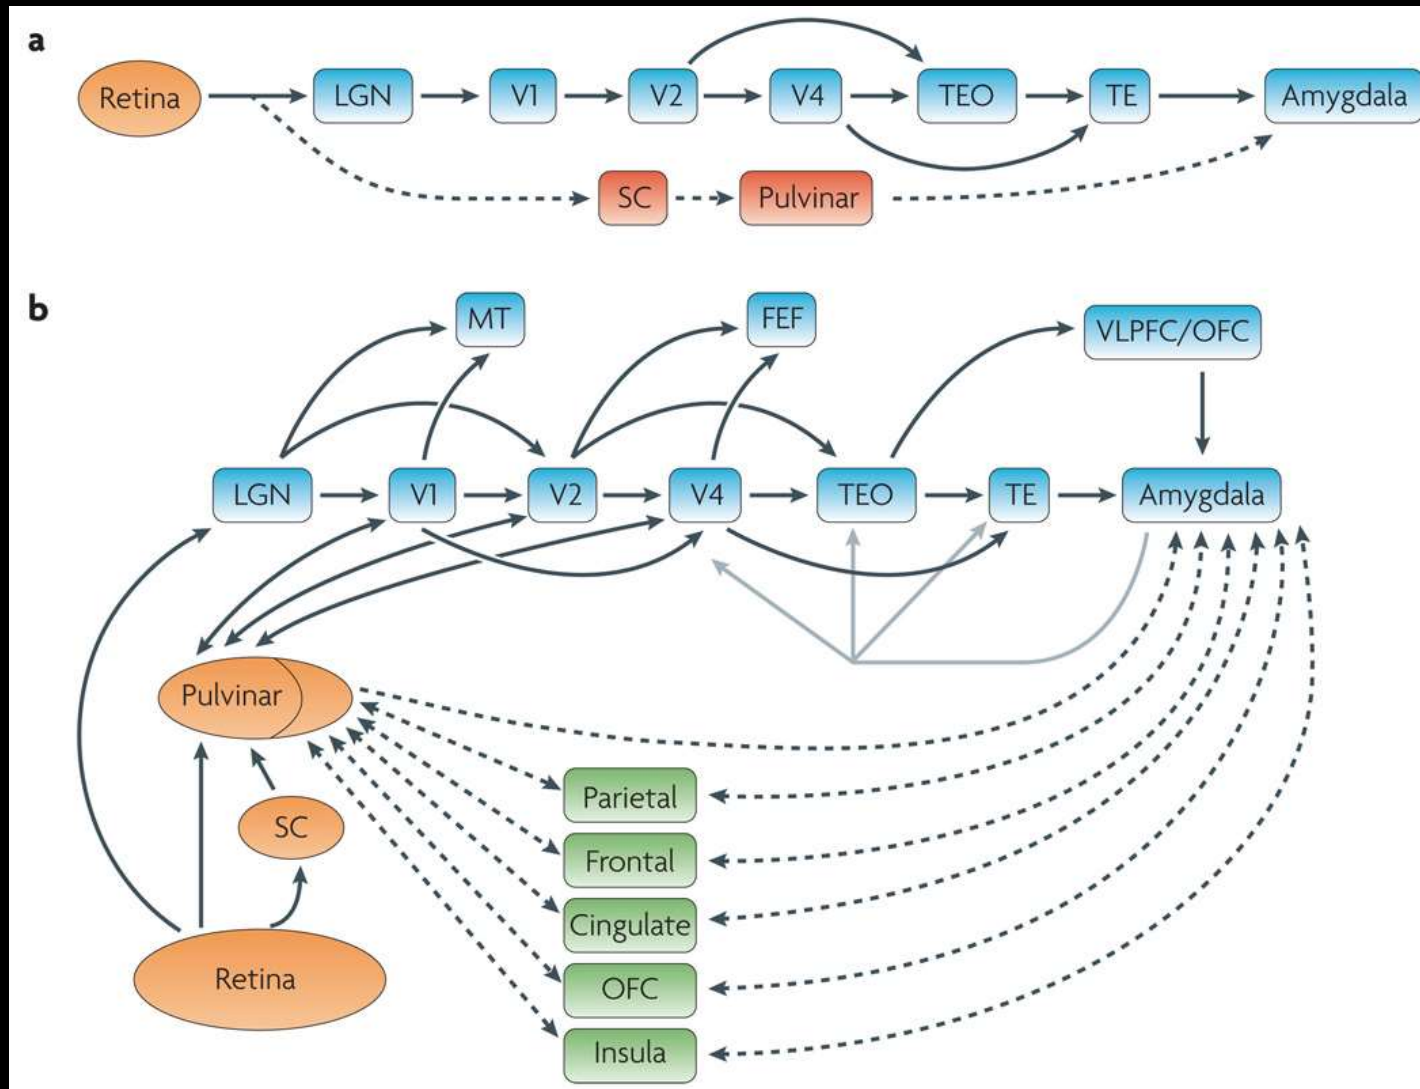 a
Retina
LGN
V1
V2
V4
TEO
TE
Amygdala
SC
Pulvinar
b
MT
FEF
VLPFC/OFC
LGN
V1
V2
V4
TEO
TE
Amygdala
Pulvinar
Parietal
SC
Frontal
Cingulate
Retina
OFC
Insula